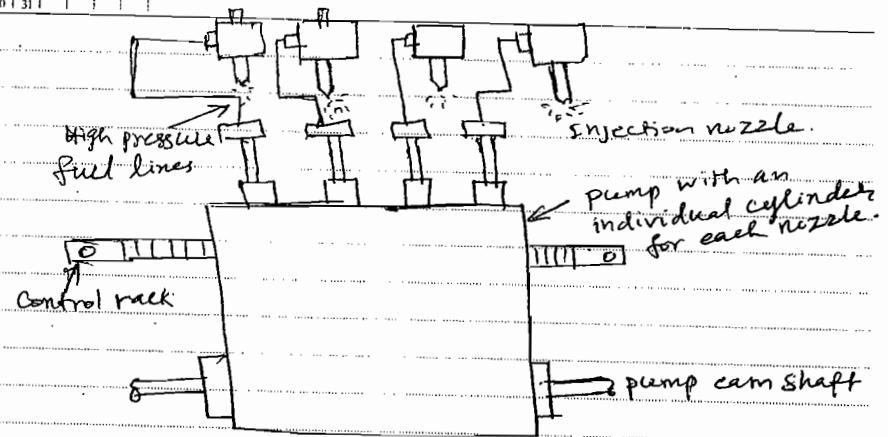 31
High pressure
fuel lines
Injection nozzle.
pump with an
individual cylinder
for each nozzle.
Control rack
pump cam shaft